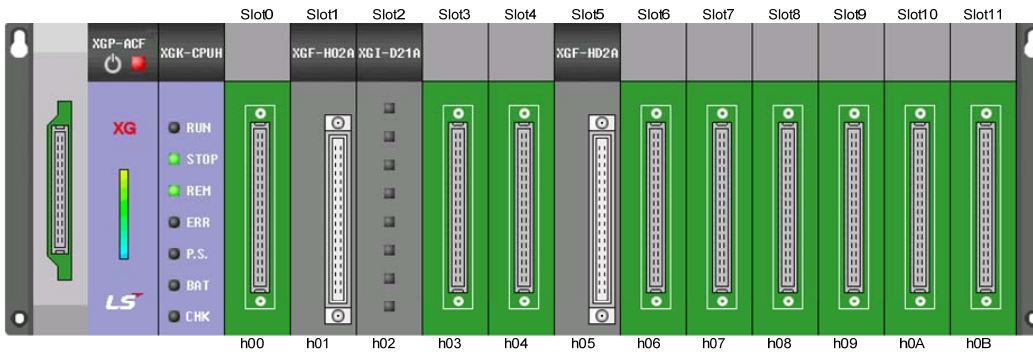 Slot0 Slot1 Slot2 Slot3 Slot4 Slot5 Slot6 Slot7 Slot8 Slot9 Slot10 Slot11
XGP-ACF XGK-CPUH XGF-HO2A XGI-D21A XGF-HD2A
XG
RUN
STOP
REM
ERR
P.S.
BAT
LS
CHK
h00 h01 h02 h03 h04 h05 h06 h07 h08 h09 h0A h0B